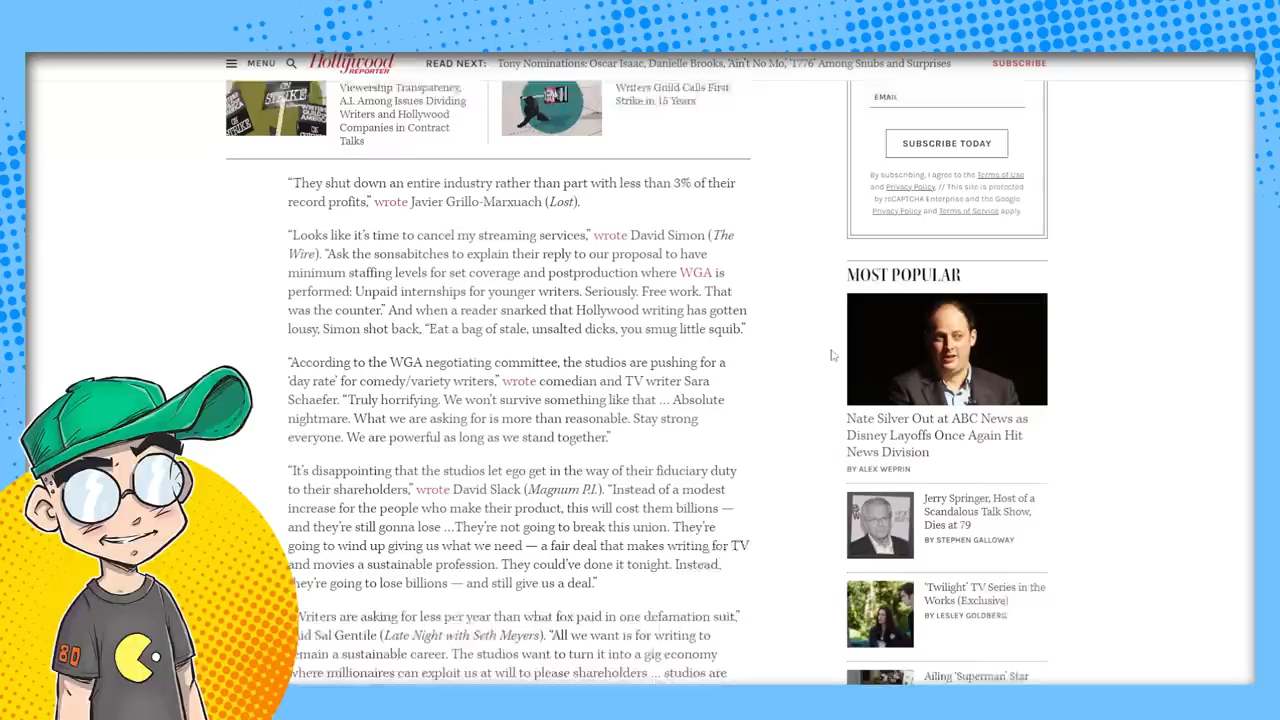 MENU
Hollywood
REPORTER
READ NEXT: Tony Nominations: Oscar Isaac, Danielle Brooks, 'Ain't No Mo,' '1776' Among Snubs and Surprises
SUBSCRIBE
Viewership Transparency,
A.I. Among Issues Dividing
Writers and Hollywood
Companies in Contract
Talks
Writers Guild Calls First
Strike in 15 Years
“They shut down an entire industry rather than part with less than 3% of their
record profits,” wrote Javier Grillo-Marxuach (Lost).
“Looks like it’s time to cancel my streaming services,” wrote David Simon (The
Wire). “Ask the sonsabitches to explain their reply to our proposal to have
minimum staffing levels for set coverage and postproduction where WGA is
performed: Unpaid internships for younger writers. Seriously. Free work. That
was the counter.” And when a reader snarked that Hollywood writing has gotten
lousy, Simon shot back, “Eat a bag of stale, unsalted dicks, you smug little squib.”
“According to the WGA negotiating committee, the studios are pushing for a
‘day rate’ for comedy/variety writers,” wrote comedian and TV writer Sara
Schaefer. “Truly horrifying. We won’t survive something like that … Absolute
nightmare. What we are asking for is more than reasonable. Stay strong
everyone. We are powerful as long as we stand together.”
“It’s disappointing that the studios let ego get in the way of their fiduciary duty
to their shareholders,” wrote David Slack (Magnum P.I.). “Instead of a modest
increase for the people who make their product, this will cost them billions —
and they’re still gonna lose …They’re not going to break this union. They’re
going to wind up giving us what we need — a fair deal that makes writing for TV
and movies a sustainable profession. They could’ve done it tonight. Instead,
they’re going to lose billions — and still give us a deal.”
Writers are asking for less per year than what fox paid in one defamation suit,”
Sal Gentile (Late Night with Seth Meyers). “All we want is for writing to
remain a sustainable career. The studios want to turn it into a gig economy
where millionaires can exploit us at will to please shareholders … studios are
EMAIL
SUBSCRIBE TODAY
By subscribing, I agree to the Terms of Use
and Privacy Policy. // This site is protected
by reCAPTCHA Enterprise and the Google
Privacy Policy and Terms of Service apply.
MOST POPULAR
Nate Silver Out at ABC News as
Disney Layoffs Once Again Hit
News Division
BY ALEX WEPRIN
Jerry Springer, Host of a
Scandalous Talk Show,
Dies at 79
BY STEPHEN GALLOWAY
‘Twilight’ TV Series in the
Works (Exclusive)
BY LESLEY GOLDBERG
Ailing ‘Superman’ Star
80